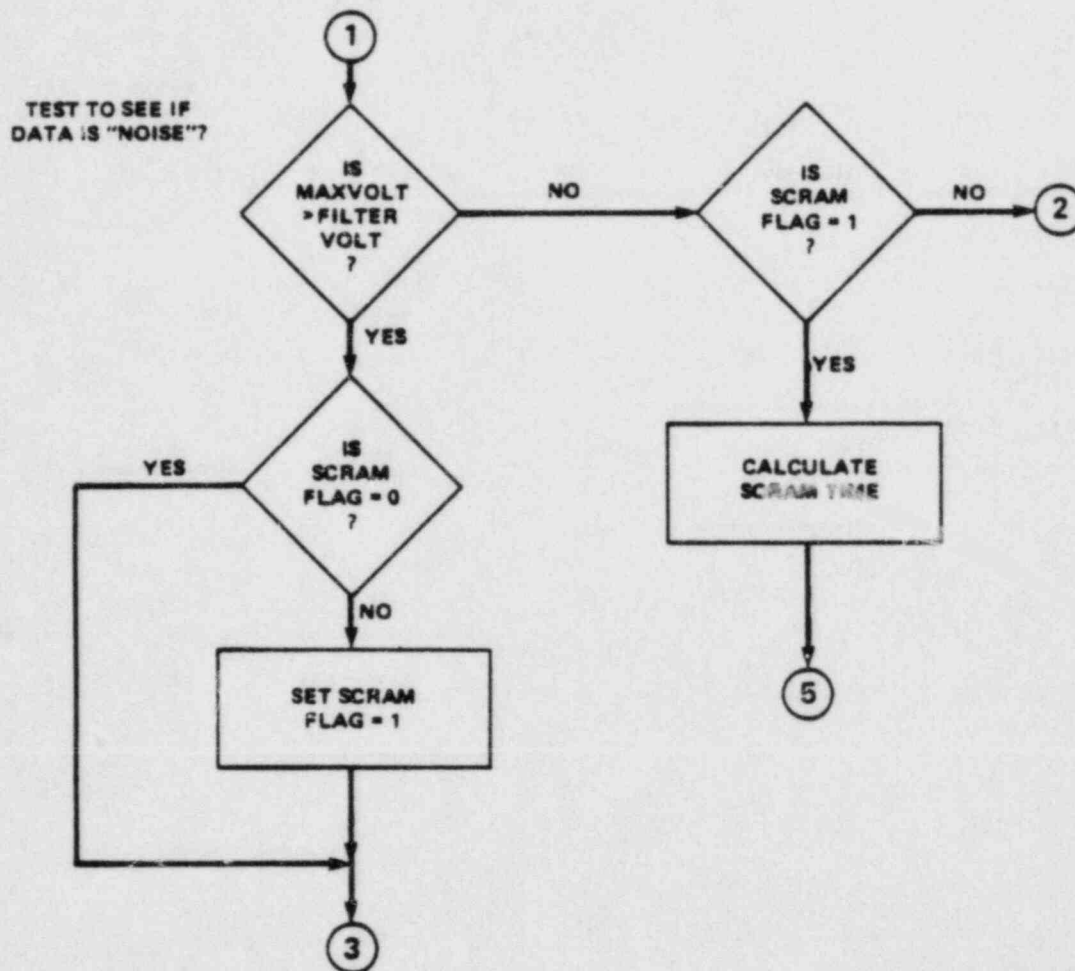 1
TEST TO SEE IF
DATA IS "NOISE"?
IS
MAXVOLT
>FILTER
VOLT
?
NO
IS
SCRAM
FLAG = 1
?
NO
2
YES
YES
IS
SCRAM
FLAG = 0
?
YES
CALCULATE
SCRAM TIME
NO
SET SCRAM
FLAG = 1
5
3